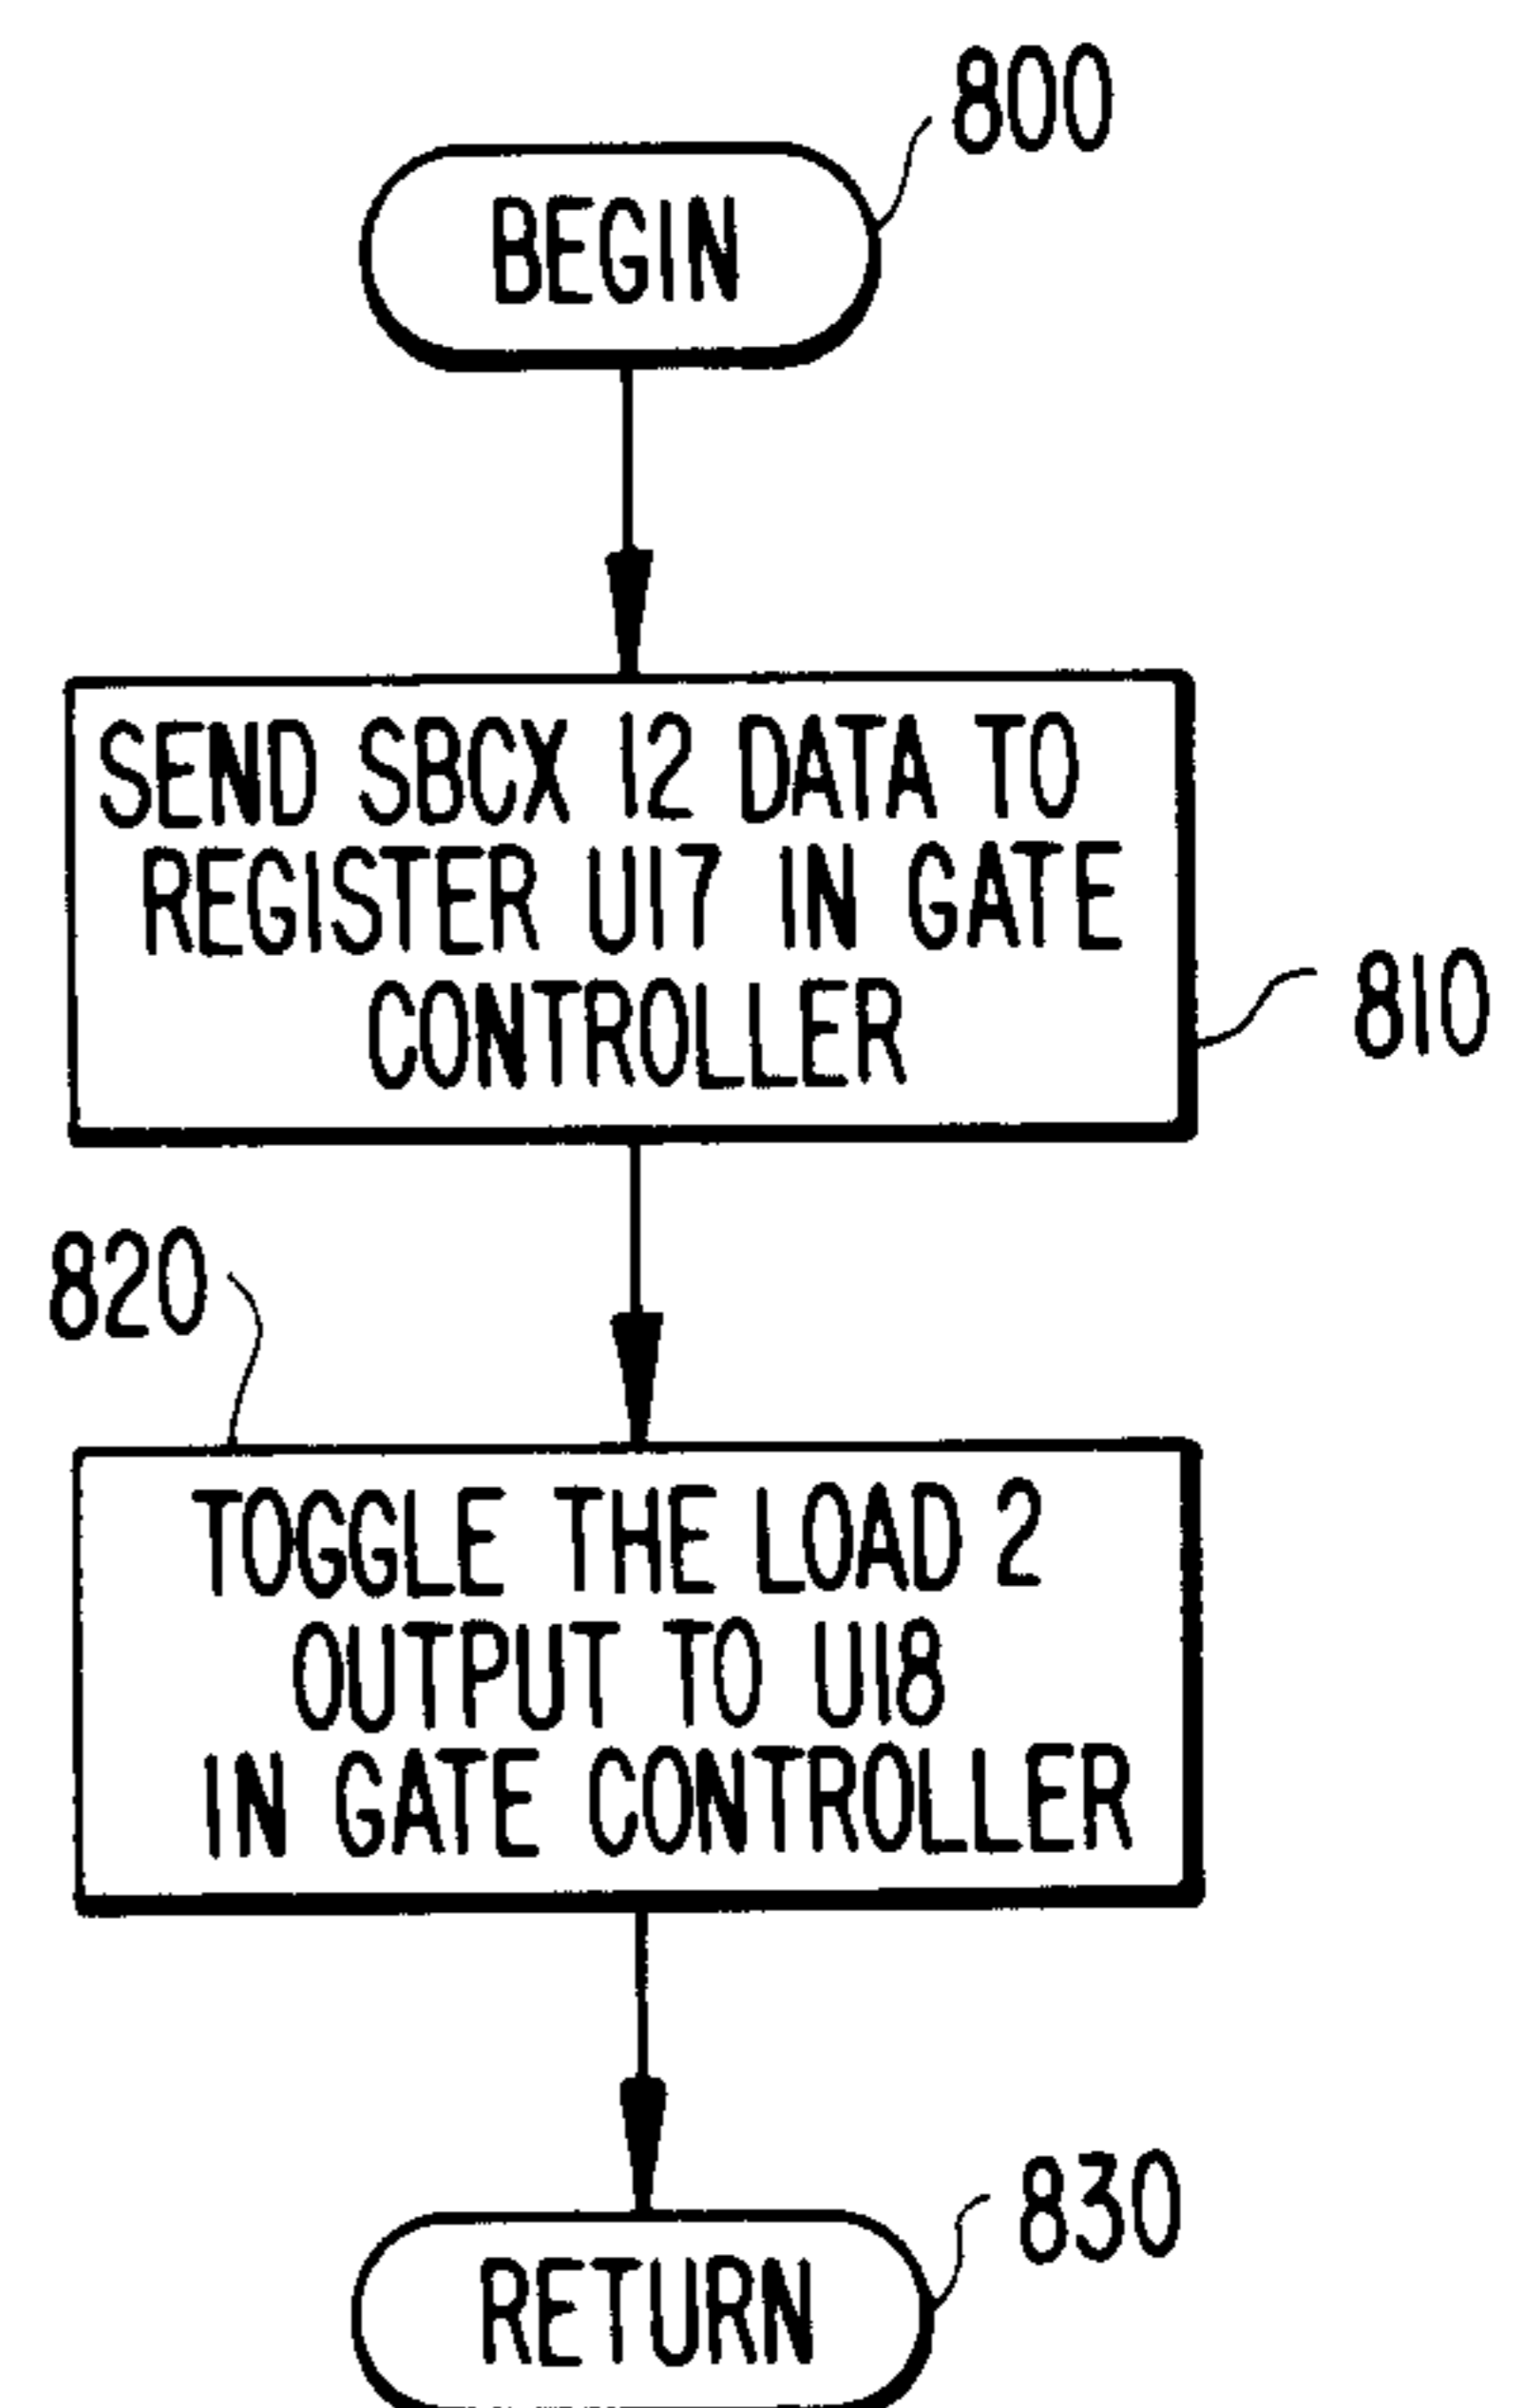 800
BEGIN
SEND SBCX 12 DATA TO
REGISTER U17 IN GATE
CONTROLLER
810
820
TOGGLE THE LOAD 2
OUTPUT TO U18
IN GATE CONTROLLER
830
RETURN